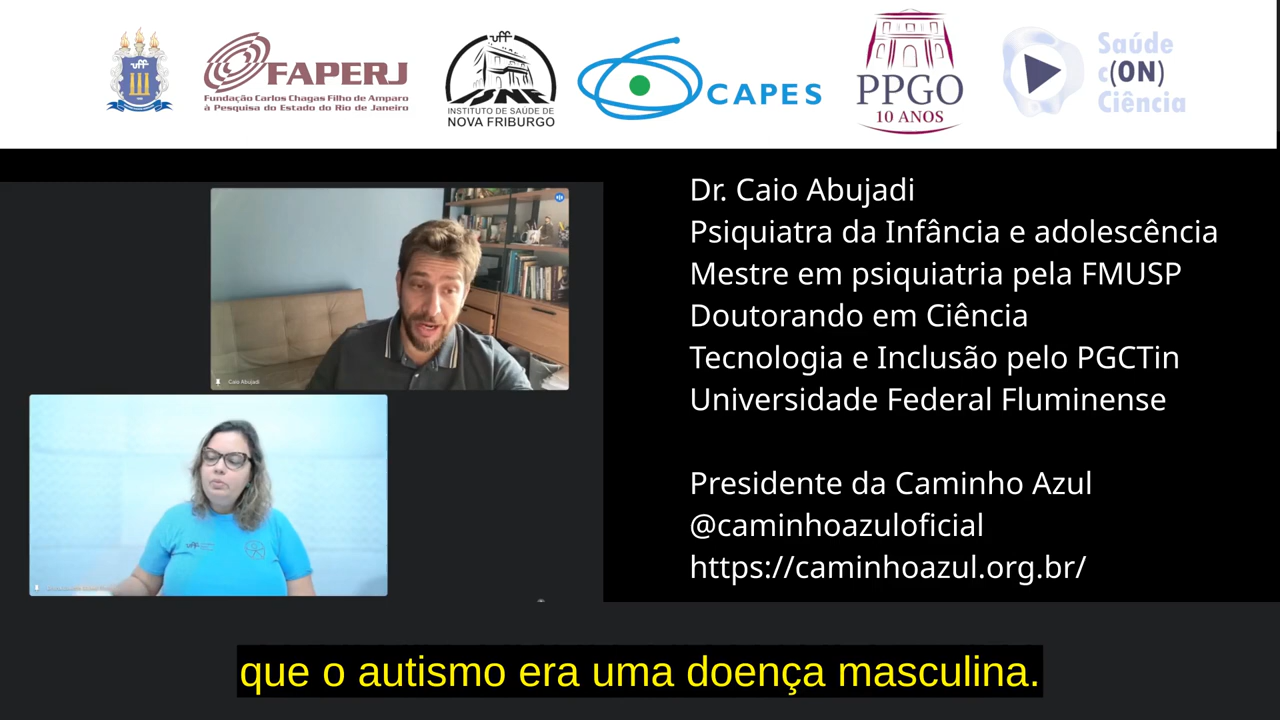 FAPERJ
Fundação Carlos Chagas Filho de Amparo
à Pesquisa do Estado do Rio de Janeiro
uff
INSTITUTO DE SAÚDE DE
NOVA FRIBURGO
CAPES
PPGO
10 ANOS
Saúde
c(ON)
Ciência
Caio Abujadi
uff
Dr. Caio Abujadi
Psiquiatra da Infância e adolescência
Mestre em psiquiatria pela FMUSP
Doutorando em Ciência
Tecnologia e Inclusão pelo PGCTin
Universidade Federal Fluminense
Presidente da Caminho Azul
@caminhoazuloficial
https://caminhoazul.org.br/
que o autismo era uma doença masculina.